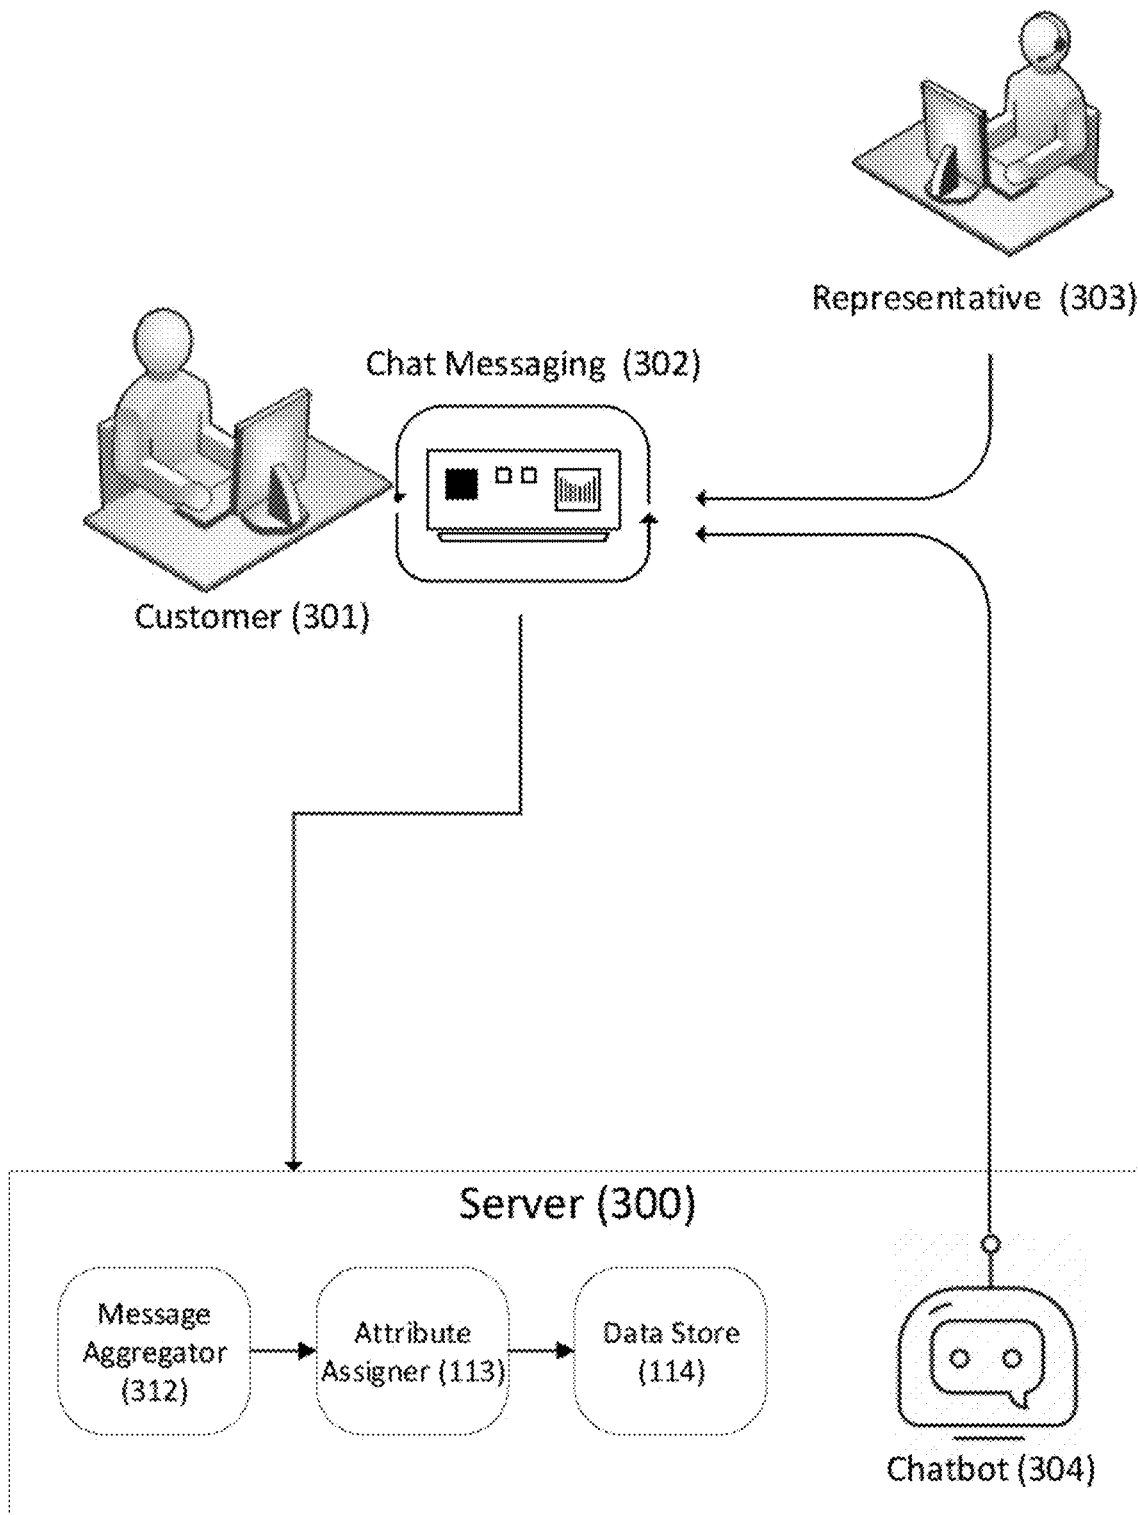 Representative (303)
Chat Messaging (302)
Customer (301)
Server (300)
Message
Aggregator
(312)
Attribute
Assigner (113)
Data Store
(114)
Chatbot (304)